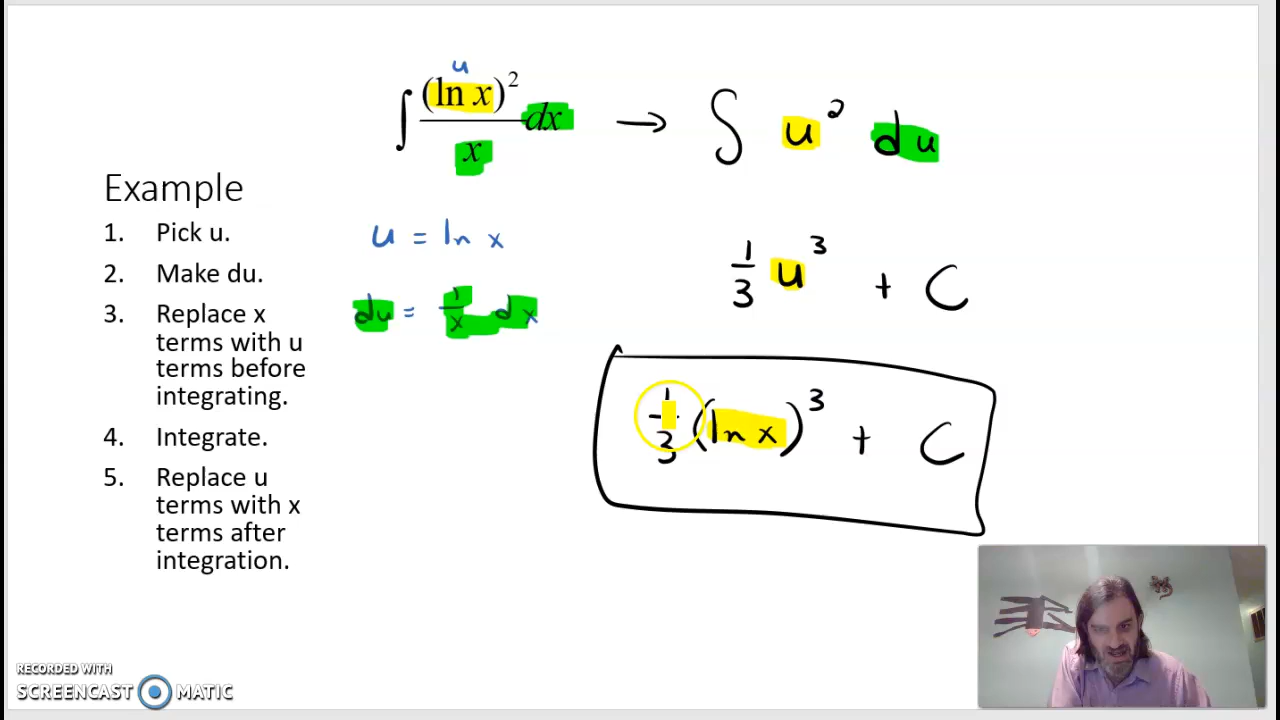 u
∫ (ln x)² / x dx → ∫ u² du
Example
1. Pick u.
2. Make du.
3. Replace x
terms with u
terms before
integrating.
4. Integrate.
5. Replace u
terms with x
terms after
integration.
u = ln x
du = 1/x dx
1/3 u³ + C
1/3 (ln x)³ + C
RECORDED WITH
SCREENCAST MATIC